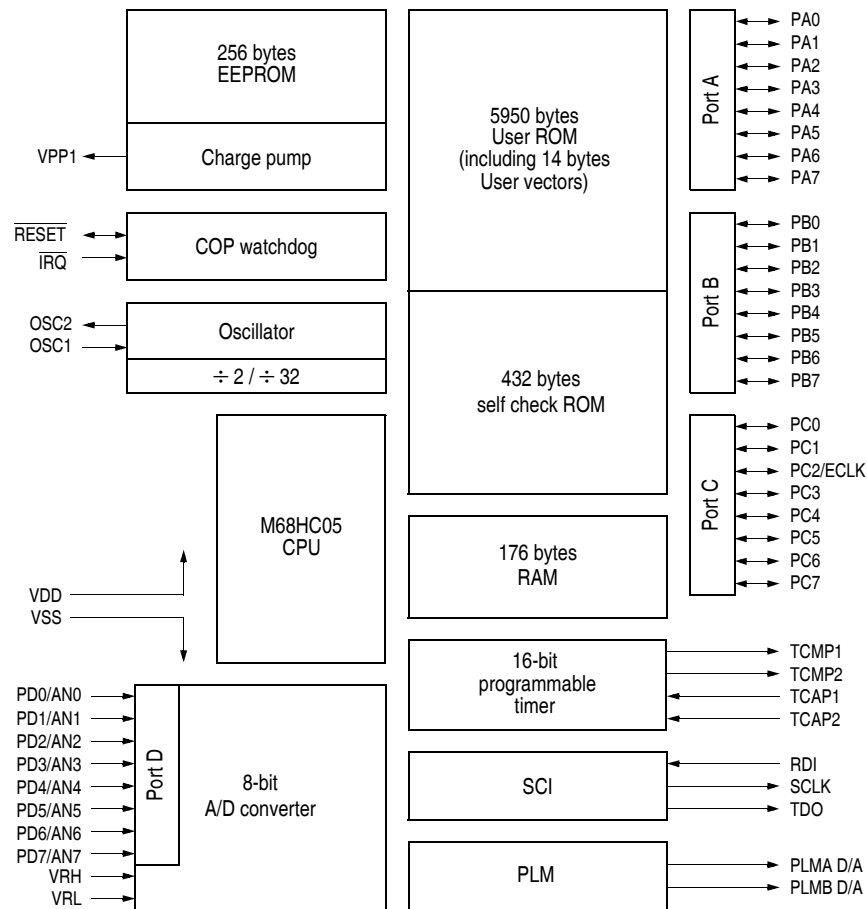 256 bytes
EEPROM
Charge pump
VPP1
RESET
IRQ
COP watchdog
OSC2
OSC1
Oscillator
÷ 2 / ÷ 32
M68HC05
CPU
VDD
VSS
PD0/AN0
PD1/AN1
PD2/AN2
PD3/AN3
PD4/AN4
PD5/AN5
PD6/AN6
PD7/AN7
VRH
VRL
Port D
8-bit
A/D converter
5950 bytes
User ROM
(including 14 bytes
User vectors)
432 bytes
self check ROM
176 bytes
RAM
16-bit
programmable
timer
SCI
PLM
Port A
PA0
PA1
PA2
PA3
PA4
PA5
PA6
PA7
Port B
PB0
PB1
PB2
PB3
PB4
PB5
PB6
PB7
Port C
PC0
PC1
PC2/ECLK
PC3
PC4
PC5
PC6
PC7
TCMP1
TCMP2
TCAP1
TCAP2
RDI
SCLK
TDO
PLMA D/A
PLMB D/A